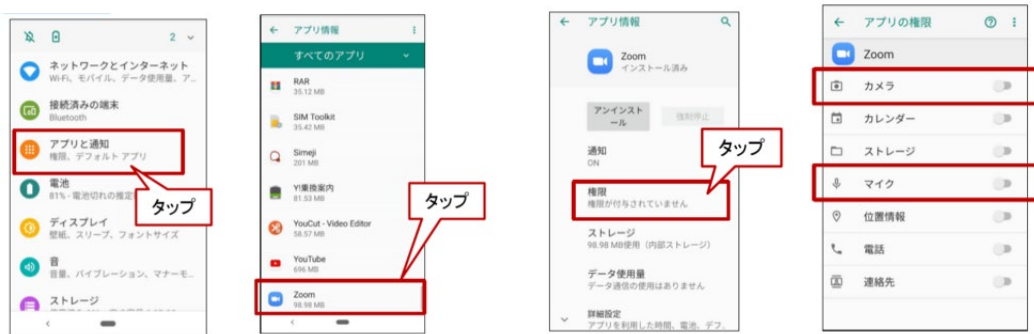 2
ネットワークとインターネット
Wi-Fi、モバイル、データ使用量、ア...
接続済みの端末
Bluetooth
アプリと通知
権限、デフォルト アプリ
タップ
電池
81% - 電池切れの推定
ディスプレイ
壁紙、スリープ、フォントサイズ
音
音量、バイブレーション、マナーモ...
ストレージ
アプリ情報
すべてのアプリ
RAR
35.12 MB
SIM Toolkit
35.42 MB
Simeji
201 MB
Y!乗換案内
81.53 MB
タップ
YouCut - Video Editor
58.57 MB
YouTube
696 MB
Zoom
98.98 MB
アプリ情報
Zoom
インストール済み
アンインスト
ール
強制停止
タップ
通知
ON
権限
権限が付与されていません
ストレージ
98.98 MB使用（内部ストレージ）
データ使用量
データ通信の使用はありません
詳細設定
アプリを利用した時間、電池、デフ...
アプリの権限
Zoom
カメラ
カレンダー
ストレージ
マイク
位置情報
電話
連絡先